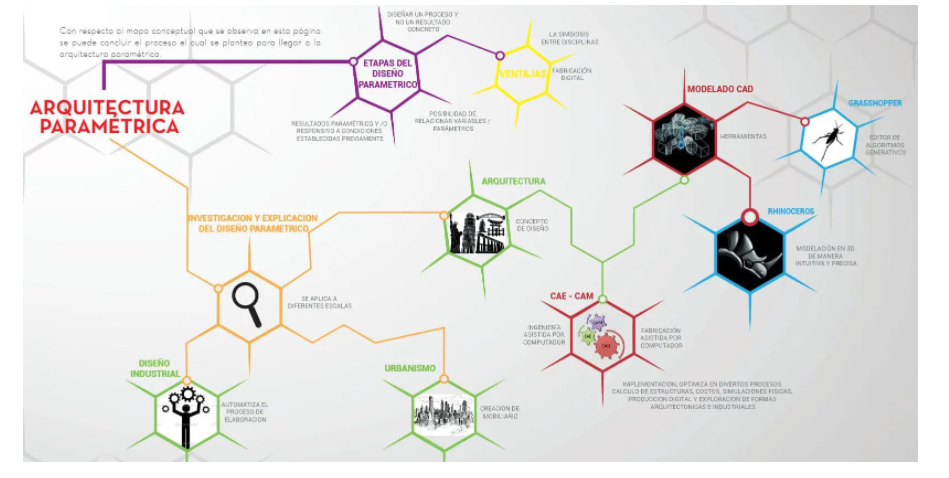 Con respecto al mapa conceptual que se observa en esta página
se puede concluir el proceso el cual se planteo para llegar a la
arquitectura paramétrica.
ARQUITECTURA
PARAMÉTRICA
DISEÑAR UN PROCESO Y
NO UN RESULTADO
CONCRETO
ETAPAS DEL
DISEÑO
PARAMETRICO
RESULTADOS PARAMÉTRICO Y /O
RESPONSIVO A CONDICIONES
ESTABLECIDAS PREVIAMENTE
POSIBILIDAD DE
RELACIONAR VARIABLES /
PARÁMETROS
LA SIMBIOSIS
ENTRE DISCIPLINAS
VENTAJAS
FABRICACIÓN
DIGITAL
MODELADO CAD
HERRAMIENTAS
GRASSHOPPER
EDITOR DE
ALGORITMOS
GENERATIVOS
ARQUITECTURA
CONCEPTO
DE DISEÑO
RHINOCEROS
MODELACIÓN EN 3D
DE MANERA
INTUITIVA Y PRECISA
INVESTIGACION Y EXPLICACION
DEL DISEÑO PARAMETRICO
SE APLICA A
DIFERENTES ESCALAS
CAE - CAM
INGENIERÍA
ASISTIDA POR
COMPUTADOR
FABRICACIÓN
ASISTIDA POR
COMPUTADOR
IMPLEMENTACION, OPTIMIZA EN DIVERSOS PROCESOS
CALCULO DE ESTRUCTURAS, COSTOS, SIMULACIONES FISICAS,
PRODUCCION DIGITAL Y EXPLORACION DE FORMAS
ARQUITECTONICAS E INDUSTRIALES
DISEÑO
INDUSTRIAL
AUTOMATIZA EL
PROCESO DE
ELABORACION
URBANISMO
CREACIÓN DE
MOBILIARIO